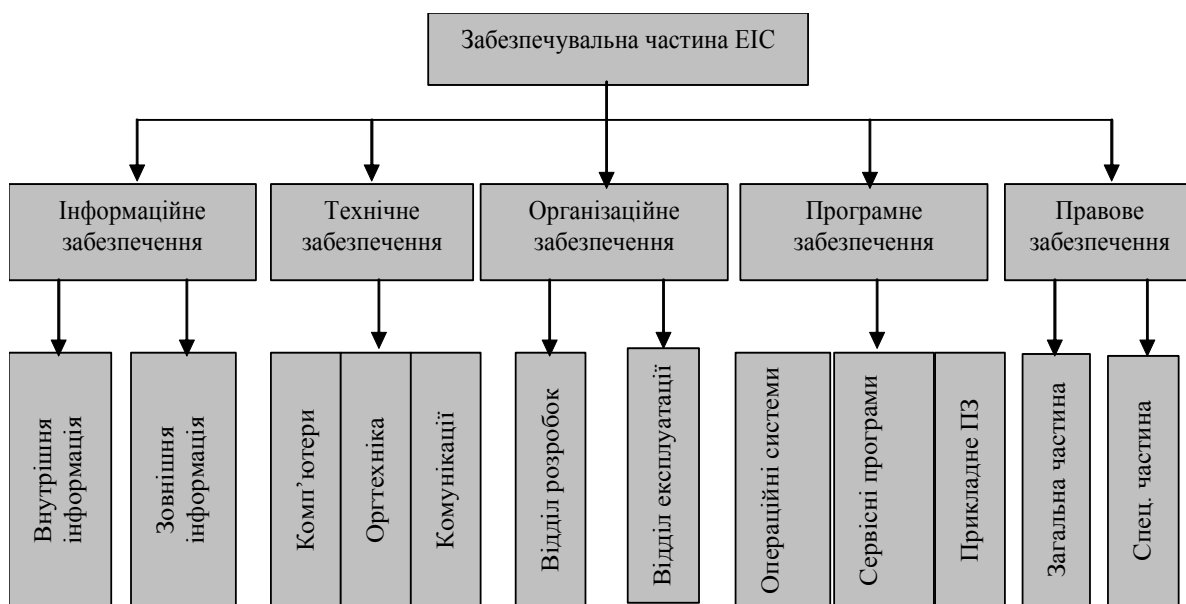 Забезпечувальна частина ЕІС
Інформаційне
забезпечення
Технічне
забезпечення
Організаційне
забезпечення
Програмне
забезпечення
Правове
забезпечення
Внутрішня
інформація
Зовнішня
інформація
Комп’ютери
Оргтехніка
Комунікації
Відділ розробок
Відділ експлуатації
Операційні системи
Сервісні програми
Прикладне ПЗ
Загальна частина
Спец. частина